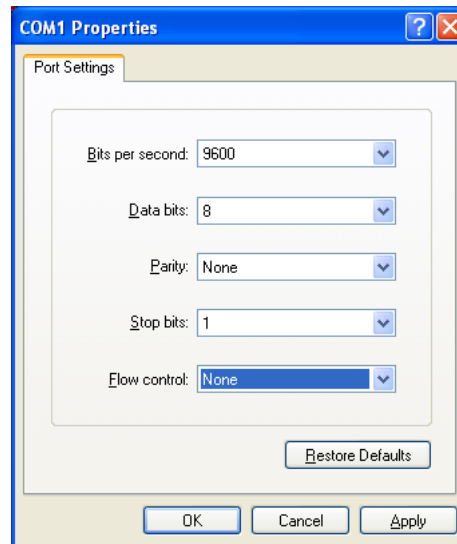 COM1 Properties
Port Settings
Bits per second: 9600
Data bits: 8
Parity: None
Stop bits: 1
Flow control: None
Restore Defaults
OK Cancel Apply